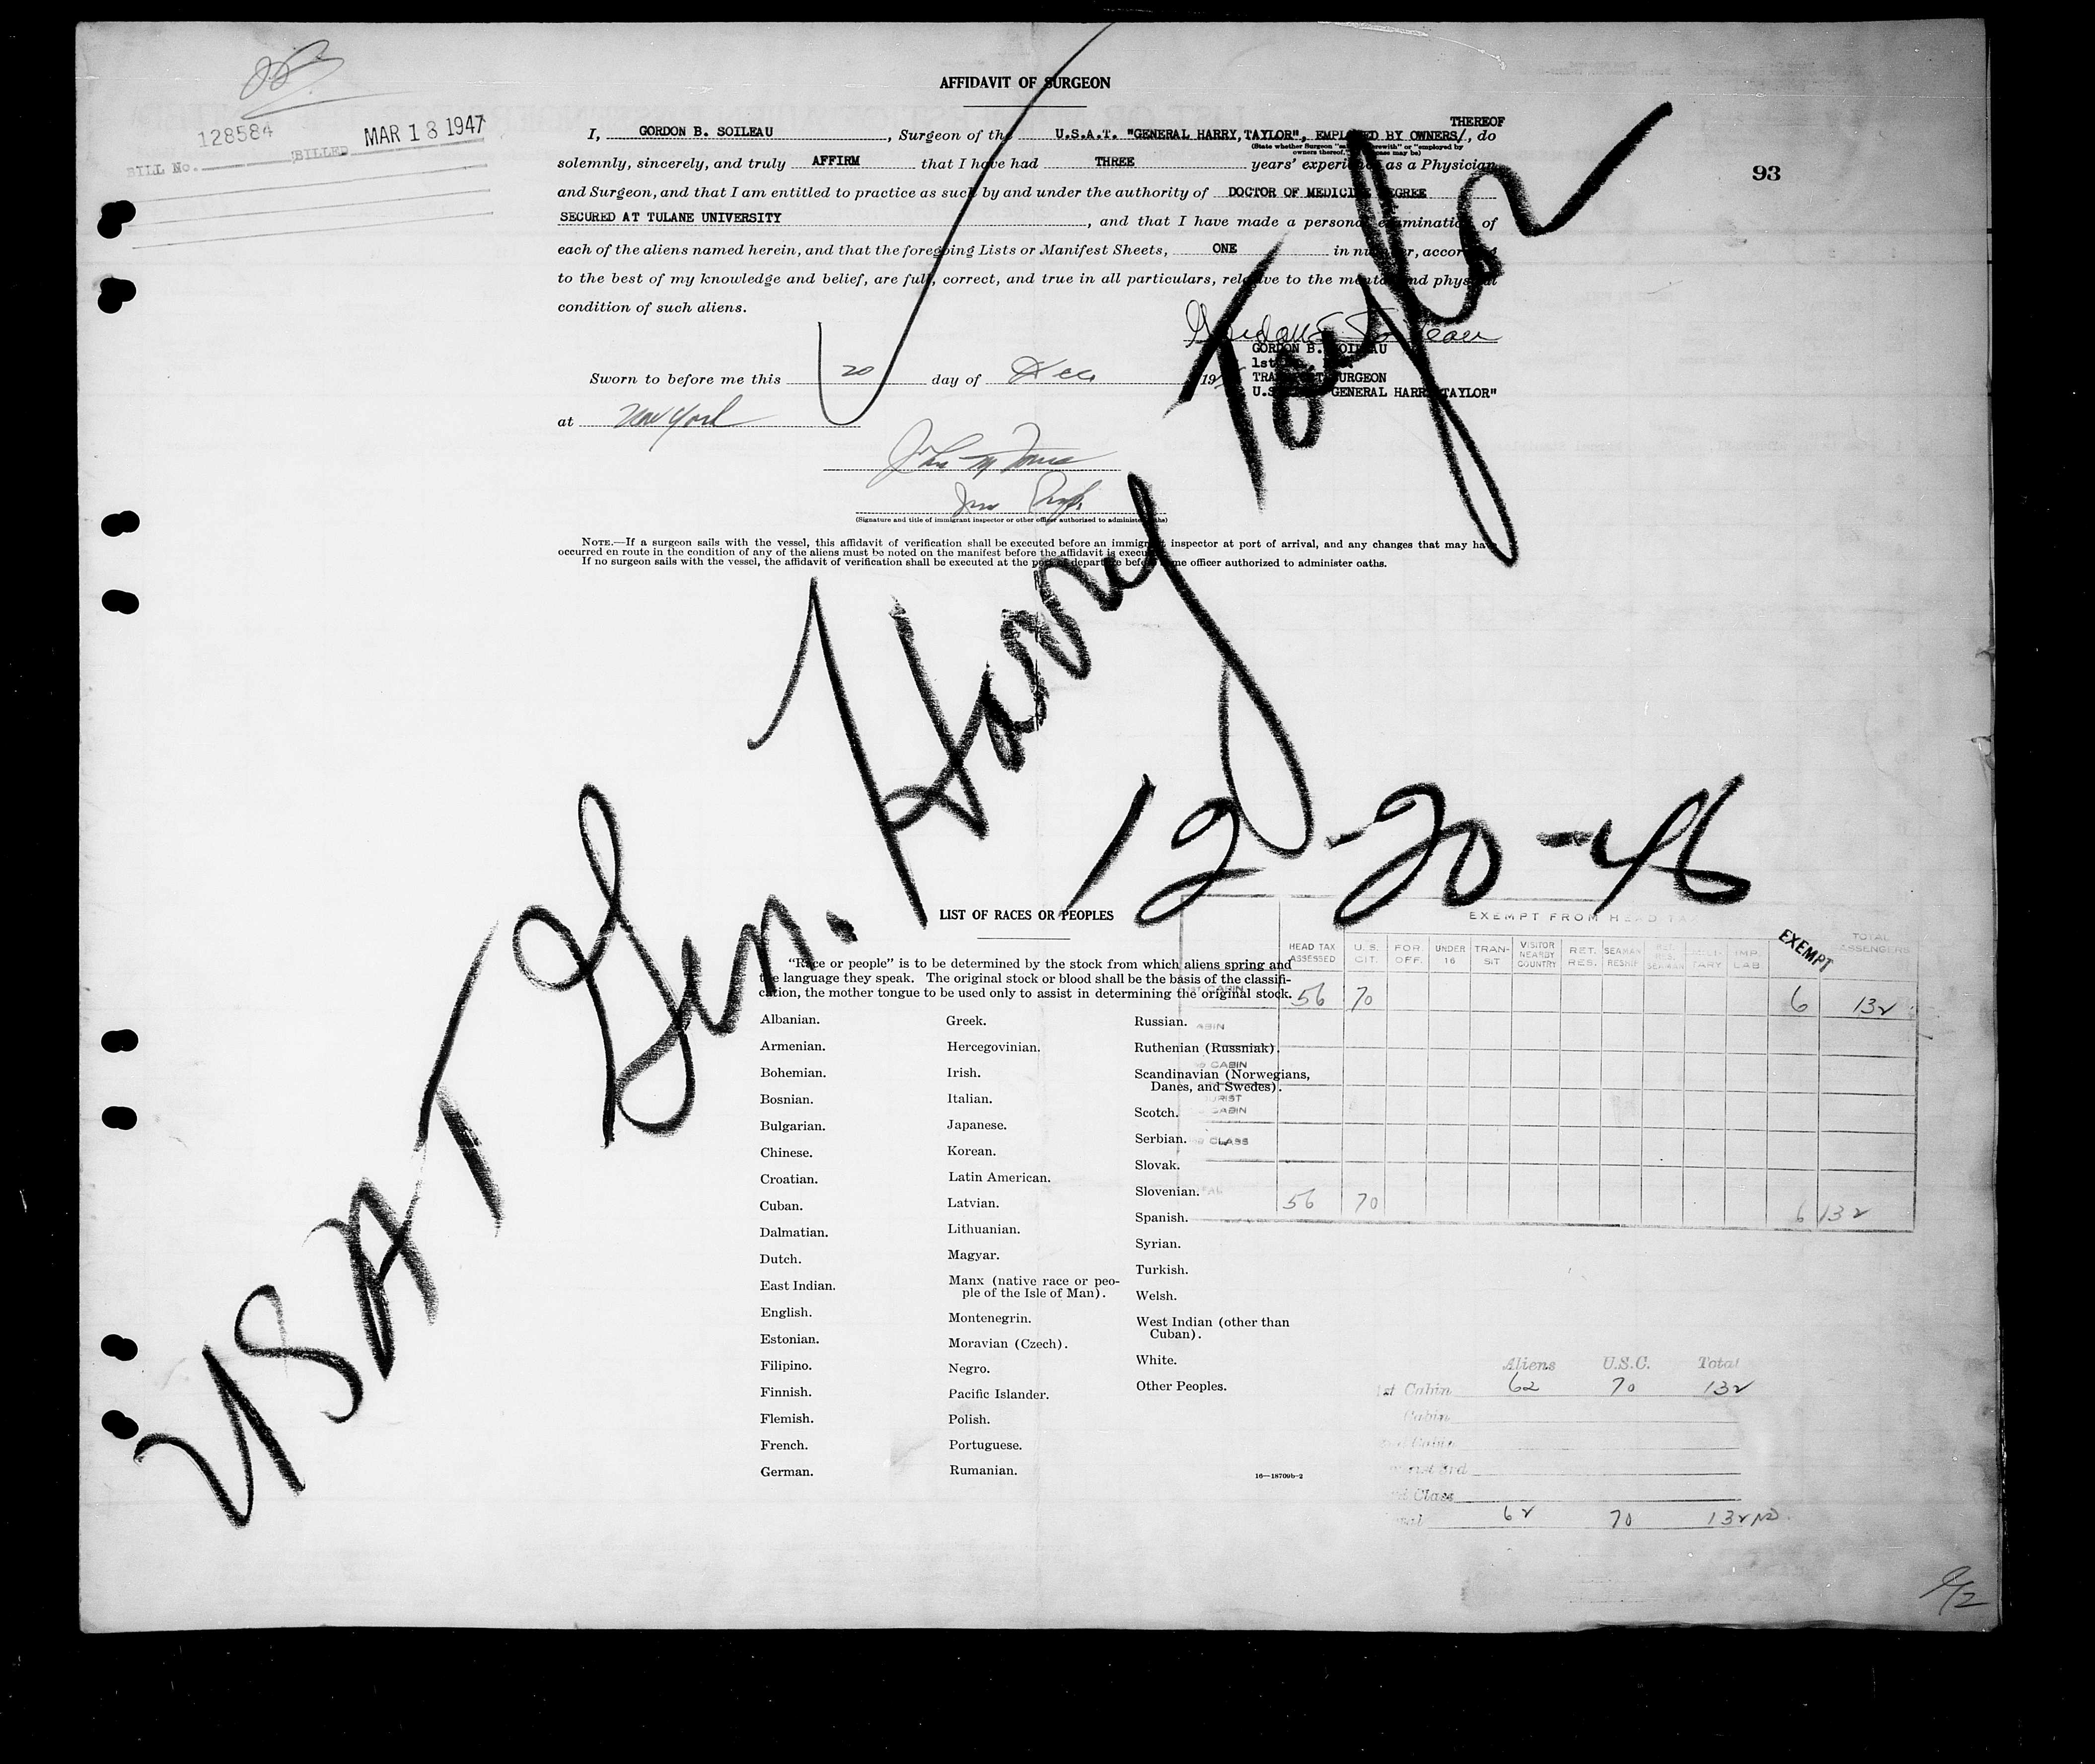 AFFIDAVIT OF SURGEON
128584
BILL No. BILLED MAR 18 1947
93
THEREOF
I, GORDON B. SOILEAU, Surgeon of the U.S.A.T. "GENERAL HARRY TAYLOR", EMPLOYED BY OWNERS/, do
solemnly, sincerely, and truly AFFIRM that I have had THREE years' experience as a Physician
and Surgeon, and that I am entitled to practice as such by and under the authority of DOCTOR OF MEDICINE DEGREE
SECURED AT TULANE UNIVERSITY, and that I have made a personal examination of
each of the aliens named herein, and that the foregoing Lists or Manifest Sheets, ONE in number, according
to the best of my knowledge and belief, are full, correct, and true in all particulars, relative to the mental and physical
condition of such aliens.
GORDON B. SOILEAU
1st
TRANSPORT SURGEON
U.S.A.T. "GENERAL HARRY TAYLOR"
Sworn to before me this 20 day of Dec 19
at New York
(Signature and title of immigrant inspector or other officer authorized to administer oaths)
NOTE.—If a surgeon sails with the vessel, this affidavit of verification shall be executed before an immigrant inspector at port of arrival, and any changes that may have
occurred en route in the condition of any of the aliens must be noted on the manifest before the affidavit is executed.
If no surgeon sails with the vessel, the affidavit of verification shall be executed at the port of departure before some officer authorized to administer oaths.
USAT Gen. Harry Taylor
12-20-46
LIST OF RACES OR PEOPLES
"Race or people" is to be determined by the stock from which aliens spring and
the language they speak. The original stock or blood shall be the basis of the classifi-
cation, the mother tongue to be used only to assist in determining the original stock.
Albanian.
Armenian.
Bohemian.
Bosnian.
Bulgarian.
Chinese.
Croatian.
Cuban.
Dalmatian.
Dutch.
East Indian.
English.
Estonian.
Filipino.
Finnish.
Flemish.
French.
German.
Greek.
Hercegovinian.
Irish.
Italian.
Japanese.
Korean.
Latin American.
Latvian.
Lithuanian.
Magyar.
Manx (native race or peo-
ple of the Isle of Man).
Montenegrin.
Moravian (Czech).
Negro.
Pacific Islander.
Polish.
Portuguese.
Rumanian.
Russian.
Ruthenian (Russniak).
Scandinavian (Norwegians,
Danes, and Swedes).
Scotch.
Serbian.
Slovak.
Slovenian.
Spanish.
Syrian.
Turkish.
Welsh.
West Indian (other than
Cuban).
White.
Other Peoples.
16—18709b-2
EXEMPT FROM HEAD TAX
HEAD TAX ASSESSED U.S. CIT. FOR. OFF. UNDER 16 TRANSIT VISITOR NEARBY COUNTRY RET. RES. SEAMAN RESHIP EXEMPT TOTAL PASSENGERS
56 70 6 132
CABIN
CABIN
CLASS
56 70 6 132
Aliens U.S.C. Total
1st Cabin 62 70 132
Cabin
Class
62 70 132